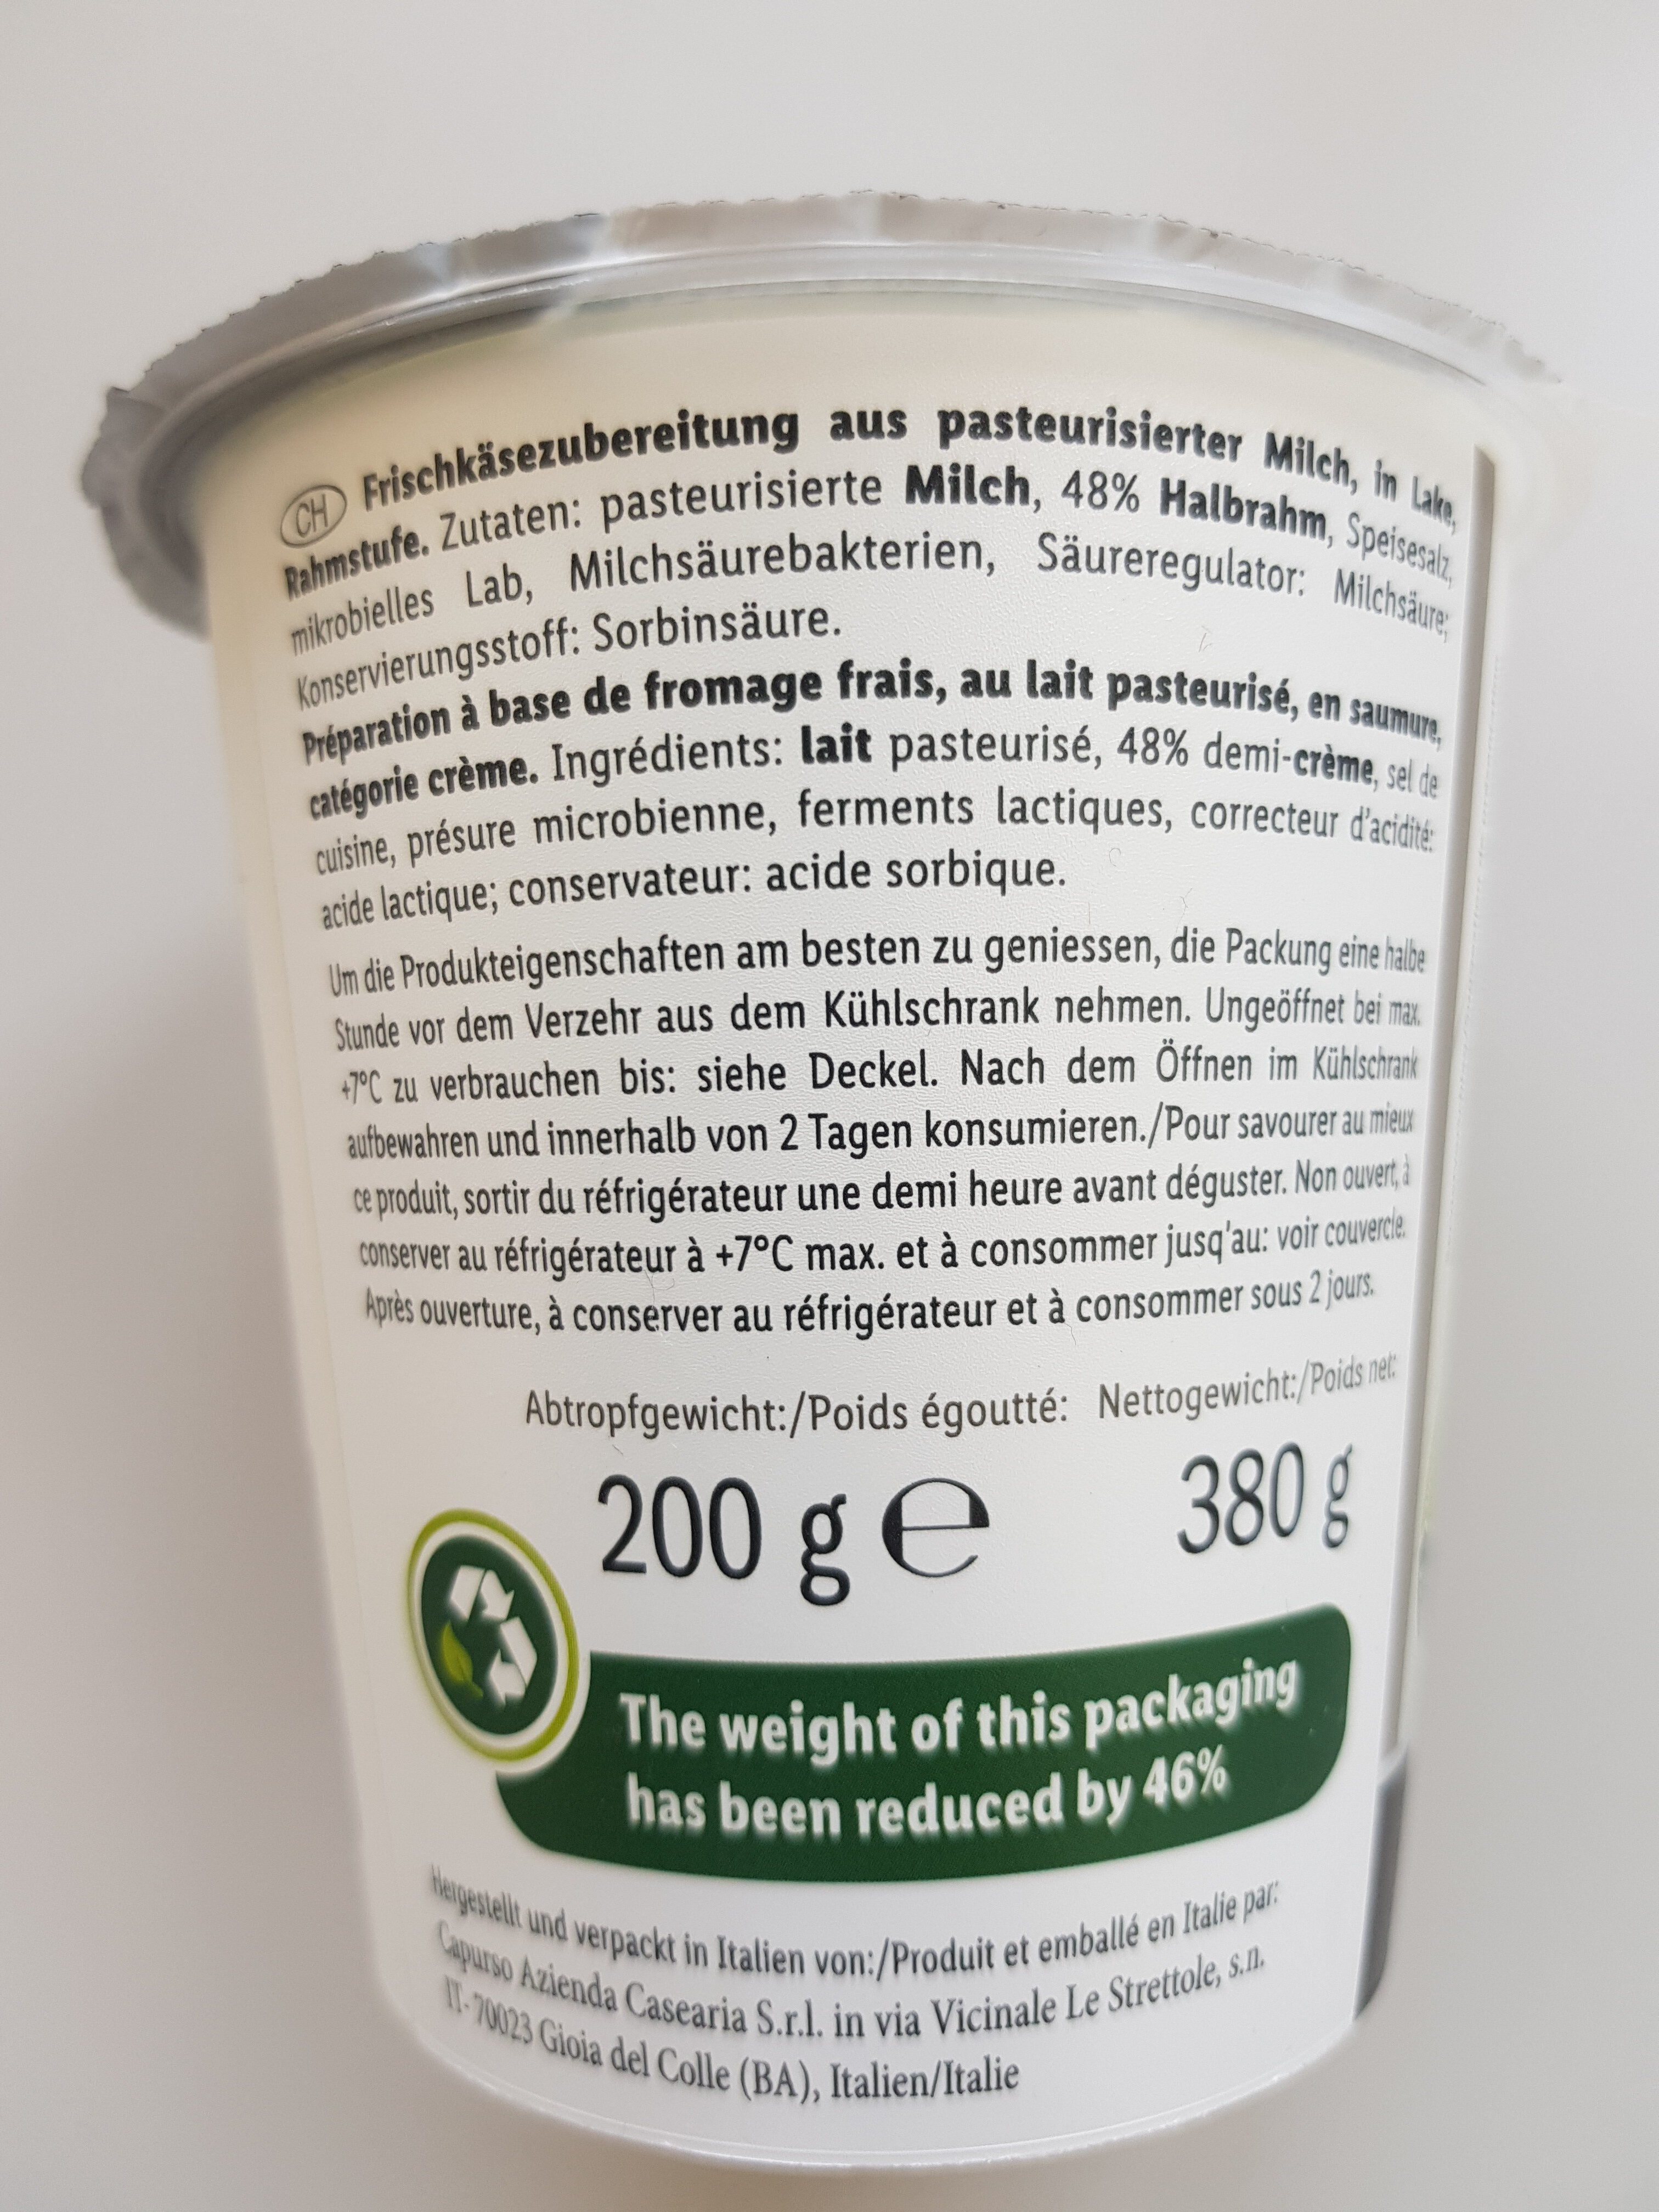 CH Frischkäsezubereitung aus pasteurisierter Milch, in Lake,
Rahmstufe. Zutaten: pasteurisierte Milch, 48% Halbrahm, Speisesalz,
mikrobielles Lab, Milchsäurebakterien, Säureregulator: Milchsäure;
Konservierungsstoff: Sorbinsäure.
Préparation à base de fromage frais, au lait pasteurisé, en saumure,
catégorie crème. Ingrédients: lait pasteurisé, 48% demi-crème, sel de
cuisine, présure microbienne, ferments lactiques, correcteur d'acidité:
acide lactique; conservateur: acide sorbique.
Um die Produkteigenschaften am besten zu geniessen, die Packung eine halbe
Stunde vor dem Verzehr aus dem Kühlschrank nehmen. Ungeöffnet bei max.
+7°C zu verbrauchen bis: siehe Deckel. Nach dem Öffnen im Kühlschrank
aufbewahren und innerhalb von 2 Tagen konsumieren./Pour savourer au mieux
ce produit, sortir du réfrigérateur une demi heure avant déguster. Non ouvert, à
conserver au réfrigérateur à +7°C max. et à consommer jusq'au: voir couvercle.
Après ouverture, à conserver au réfrigérateur et à consommer sous 2 jours.
Abtropfgewicht:/Poids égoutté: Nettogewicht:/Poids net:
200 g e 380 g
The weight of this packaging
has been reduced by 46%
Hergestellt und verpackt in Italien von:/Produit et emballé en Italie par:
Capurso Azienda Casearia S.r.l. in via Vicinale Le Strettole, s.n.
IT-70023 Gioia del Colle (BA), Italien/Italie